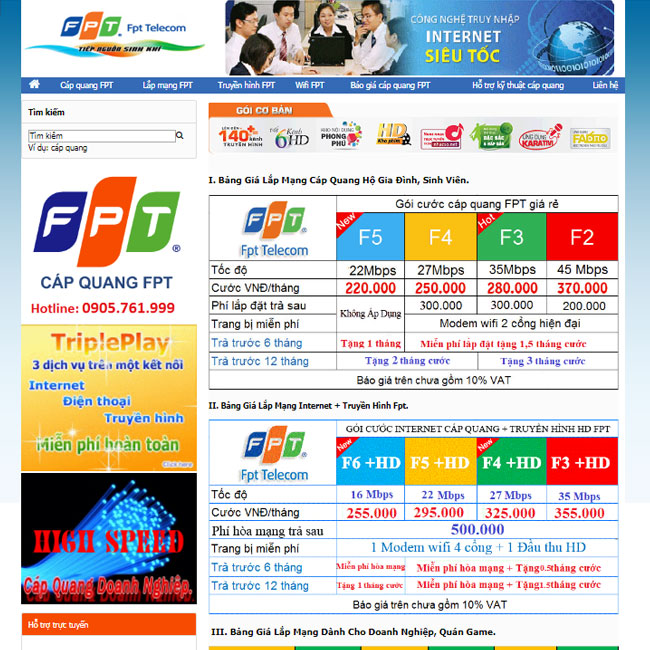 FPT. Fpt Telecom
TIẾP NGUỒN SINH KHÍ
CÔNG NGHỆ TRUY NHẬP
INTERNET
SIÊU TỐC
Cáp quang FPT Lắp mạng FPT Truyền hình FPT Wifi FPT Báo giá cáp quang FPT Hỗ trợ kỹ thuật cáp quang Liên hệ
Tìm kiếm
Tìm kiếm
Ví dụ: cáp quang
FPT
CÁP QUANG FPT
Hotline: 0905.761.999
TriplePlay
3 dịch vụ trên một kết nối
Internet
Điện thoại
Truyền hình
Miễn phí hoàn toàn
Click here
HIGH SPEED
Cáp Quang Doanh Nghiệp.
Hỗ trợ trực tuyến
GÓI CƠ BẢN
140+ kênh TRUYỀN HÌNH
Kênh 6HD
KHO NỘI DUNG PHONG PHÚ
HD Kho phim
ỨNG DỤNG KARATIVI
I. Bảng Giá Lắp Mạng Cáp Quang Hộ Gia Đình, Sinh Viên.
FPT Fpt Telecom
Gói cước cáp quang FPT giá rẻ
New F5 F4 Hot F3 F2
Tốc độ 22Mbps 27Mbps 35Mbps 45 Mbps
Cước VNĐ/tháng 220.000 250.000 280.000 370.000
Phí lắp đặt trả sau Không Áp Dụng 300.000 300.000 200.000
Trang bị miễn phí Modem wifi 2 cổng hiện đại
Trả trước 6 tháng Tặng 1 tháng Miễn phí lắp đặt tặng 1,5 tháng cước
Trả trước 12 tháng Tặng 2 tháng cước Tặng 3 tháng cước
Báo giá trên chưa gồm 10% VAT
II. Bảng Giá Lắp Mạng Internet + Truyền Hình Fpt.
FPT Fpt Telecom
GÓI CƯỚC INTERNET CÁP QUANG + TRUYỀN HÌNH HD FPT
New F6 +HD F5 +HD New F4 +HD F3 +HD
Tốc độ 16 Mbps 22 Mbps 27 Mbps 35 Mbps
Cước VNĐ/tháng 255.000 295.000 325.000 355.000
Phí hòa mạng trả sau 500.000
Trang bị miễn phí 1 Modem wifi 4 cổng + 1 Đầu thu HD
Trả trước 6 tháng Miễn phí hòa mạng Miễn phí hòa mạng + Tặng0.5tháng cước
Trả trước 12 tháng Tặng 1 tháng cước Miễn phí hòa mạng + Tặng1.5tháng cước
Báo giá trên chưa gồm 10% VAT
III. Bảng Giá Lắp Mạng Dành Cho Doanh Nghiệp, Quán Game.